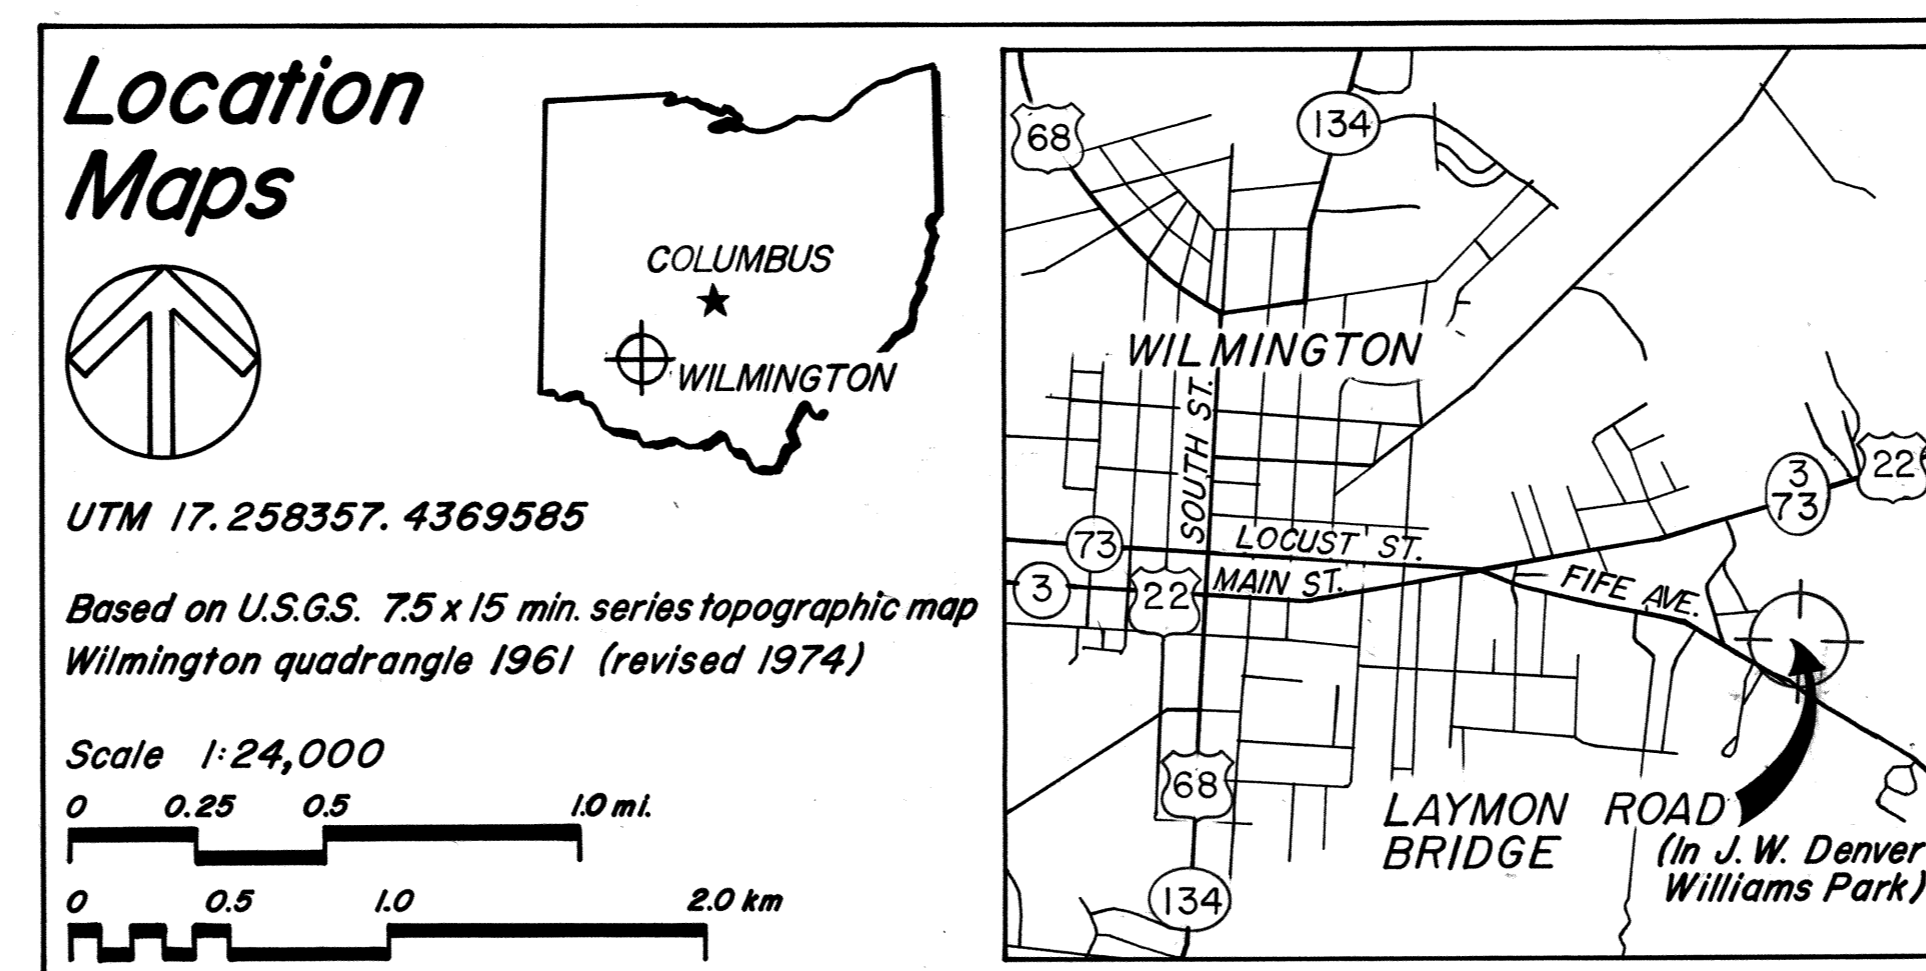 Location
Maps
COLUMBUS
WILMINGTON
UTM 17.258357.4369585
Based on U.S.G.S. 7.5 x 15 min. series topographic map
Wilmington quadrangle 1961 (revised 1974)
Scale 1:24,000
0 0.25 0.5 1.0 mi.
0 0.5 1.0 2.0 km
68
134
WILMINGTON
SOUTH ST.
22
3
73
73
LOCUST ST.
3
22
MAIN ST.
FIFE AVE.
68
LAYMON ROAD
BRIDGE
(In J. W. Denver
Williams Park)
134